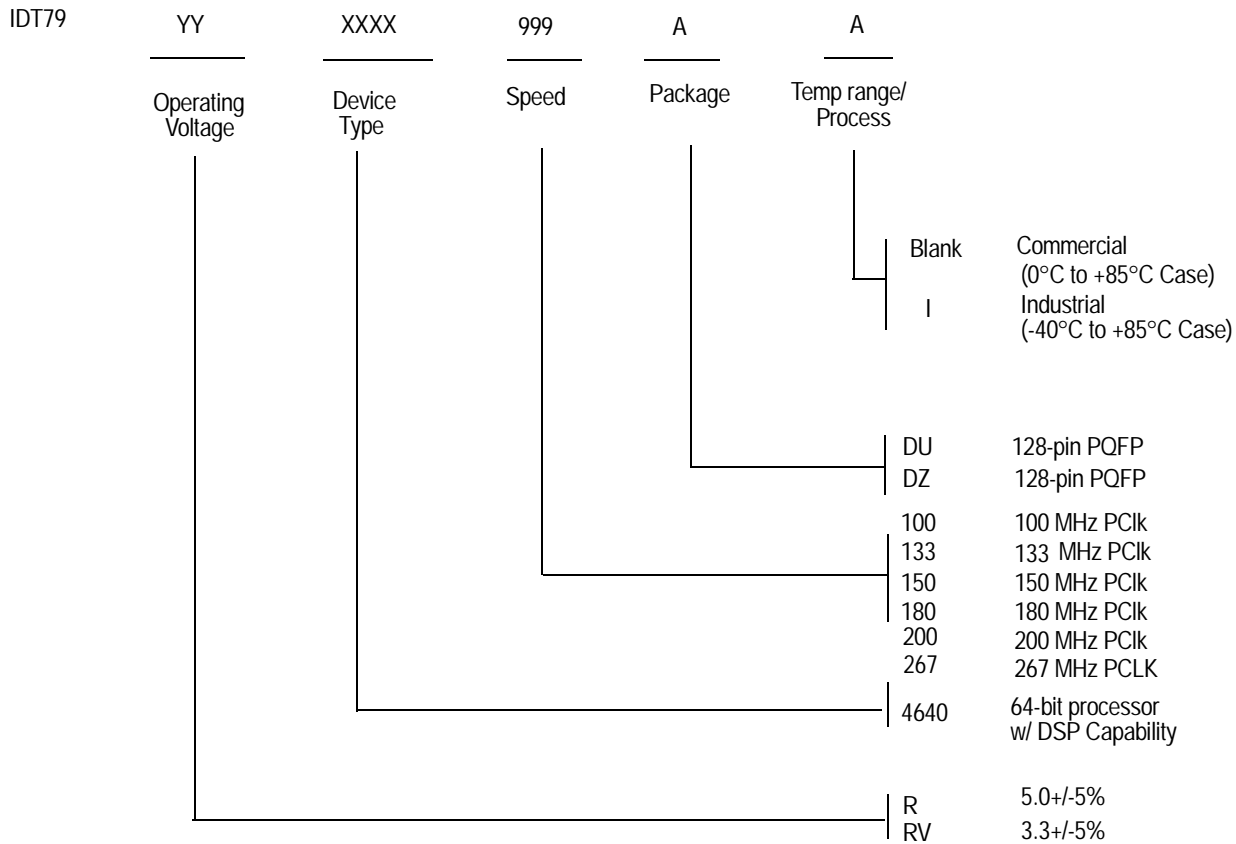 IDT79 YY XXXX 999 A A
Operating Voltage
Device Type
Speed
Package
Temp range/ Process
Blank Commercial
(0°C to +85°C Case)
I Industrial
(-40°C to +85°C Case)
DU 128-pin PQFP
DZ 128-pin PQFP
100 100 MHz PClk
133 133 MHz PClk
150 150 MHz PClk
180 180 MHz PClk
200 200 MHz PClk
267 267 MHz PCLK
4640 64-bit processor
w/ DSP Capability
R 5.0+/-5%
RV 3.3+/-5%